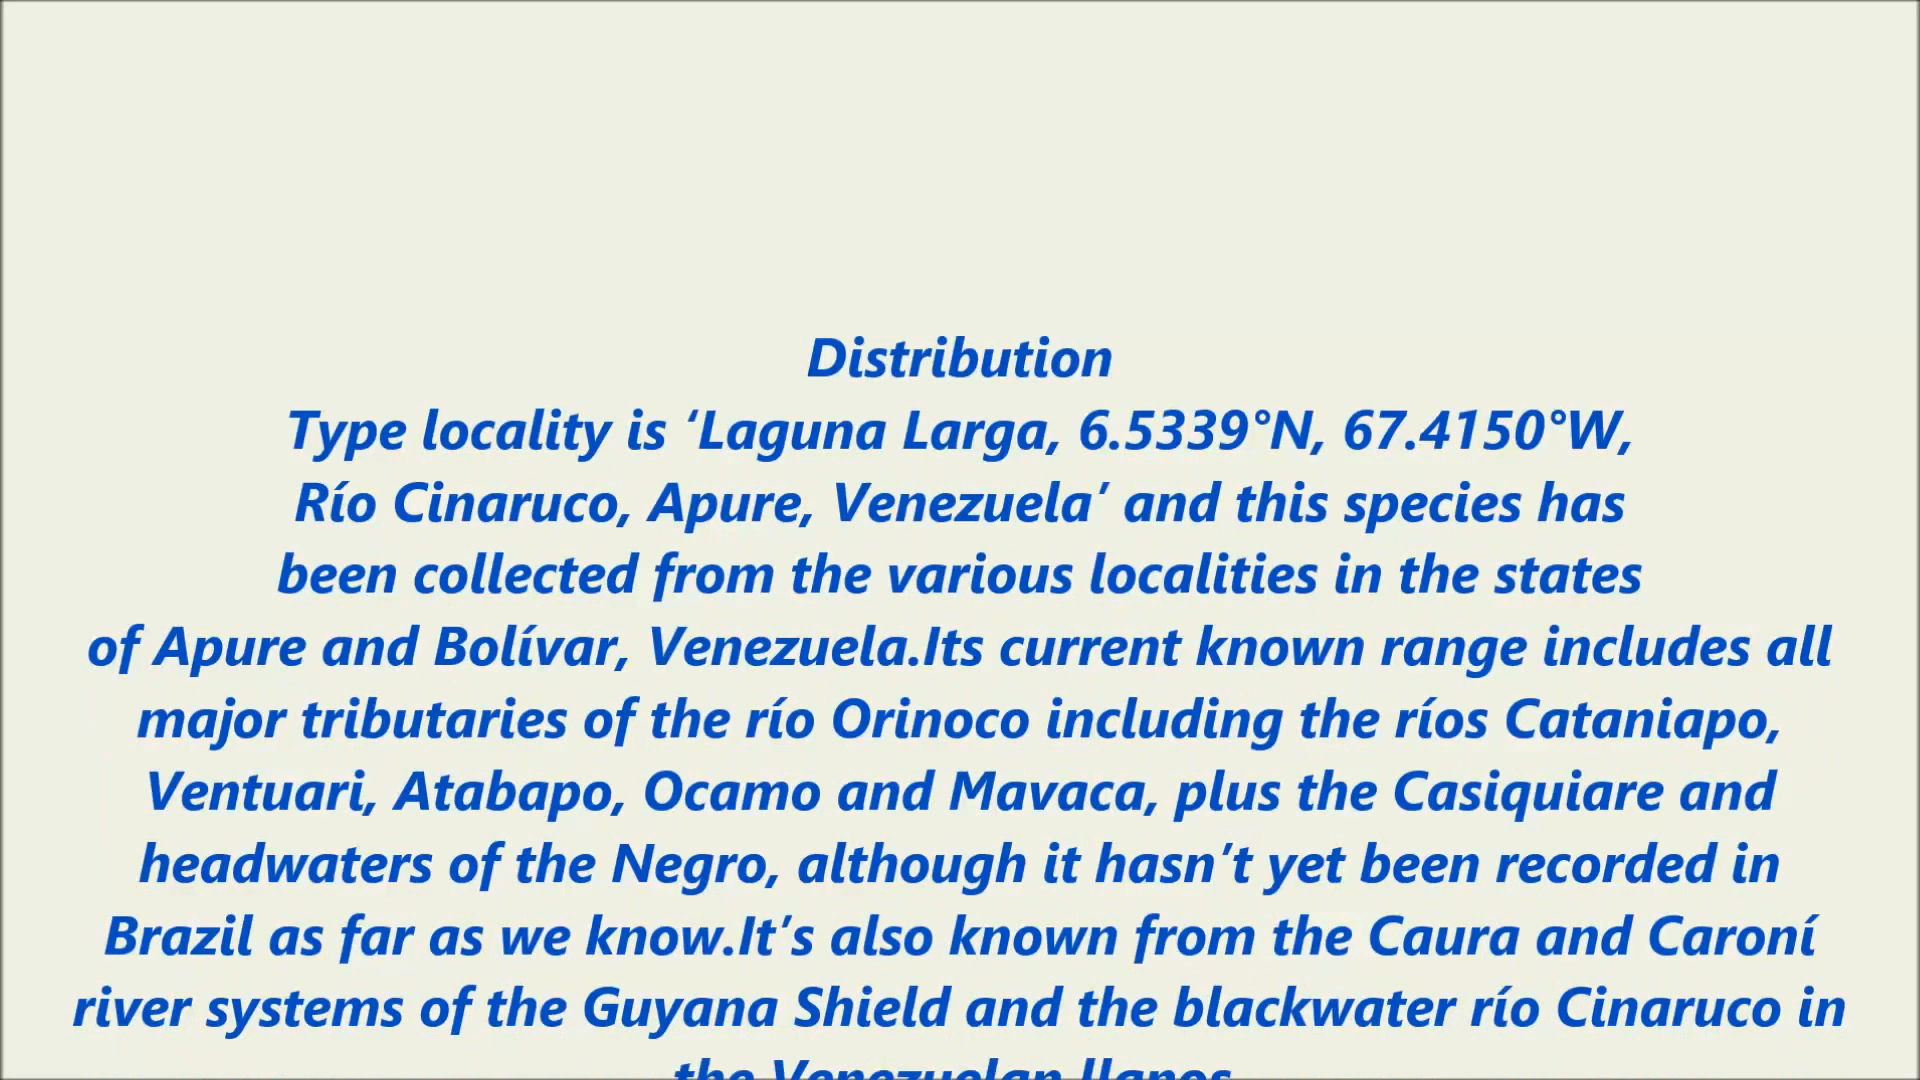 Distribution
Type locality is ‘Laguna Larga, 6.5339°N, 67.4150°W,
Río Cinaruco, Apure, Venezuela’ and this species has
been collected from the various localities in the states
of Apure and Bolívar, Venezuela.Its current known range includes all
major tributaries of the río Orinoco including the ríos Cataniapo,
Ventuari, Atabapo, Ocamo and Mavaca, plus the Casiquiare and
headwaters of the Negro, although it hasn’t yet been recorded in
Brazil as far as we know.It’s also known from the Caura and Caroní
river systems of the Guyana Shield and the blackwater río Cinaruco in
the Venezuelan llanos